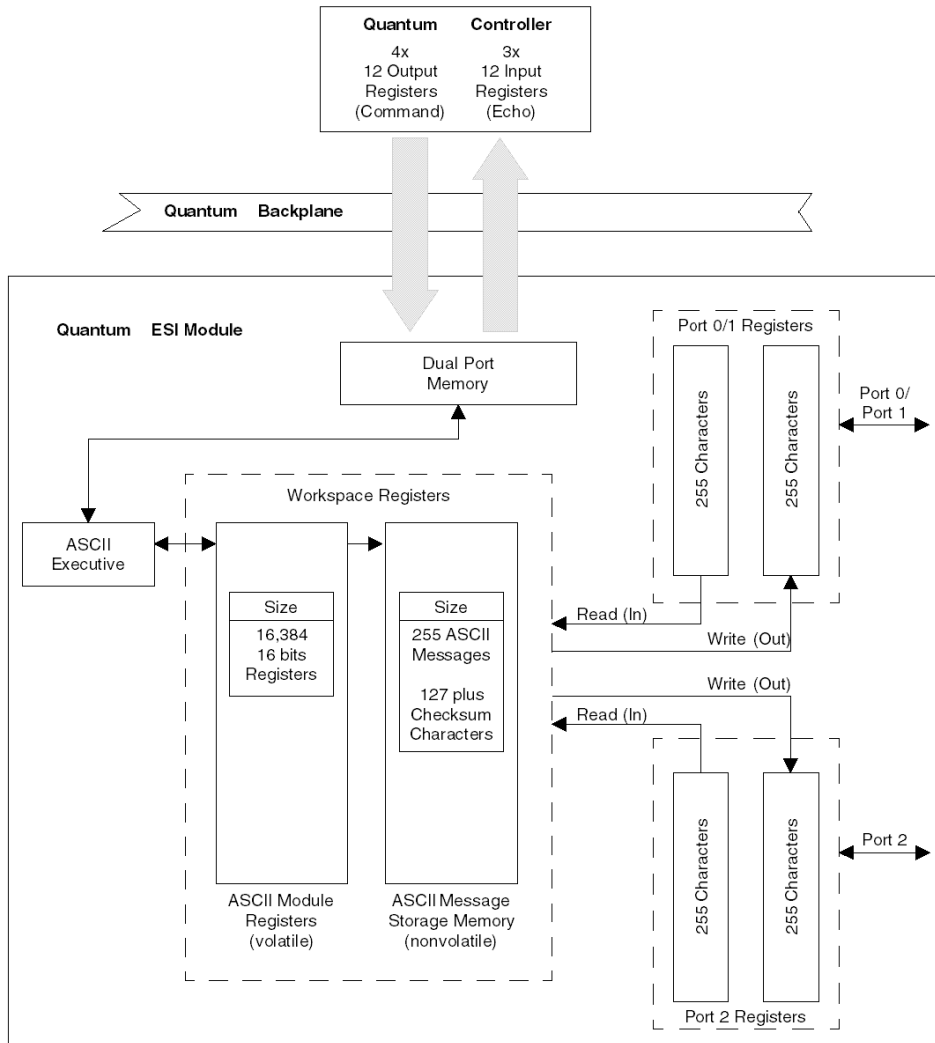 Quantum Controller
4x 3x
12 Output 12 Input
Registers Registers
(Command) (Echo)
Quantum Backplane
Quantum ESI Module
Dual Port
Memory
Port 0/1 Registers
255 Characters
255 Characters
Port 0/
Port 1
Workspace Registers
ASCII
Executive
Size
16,384
16 bits
Registers
Size
255 ASCII
Messages
127 plus
Checksum
Characters
Read (In)
Write (Out)
Write (Out)
Read (In)
255 Characters
255 Characters
Port 2
ASCII Module
Registers
(volatile)
ASCII Message
Storage Memory
(nonvolatile)
Port 2 Registers